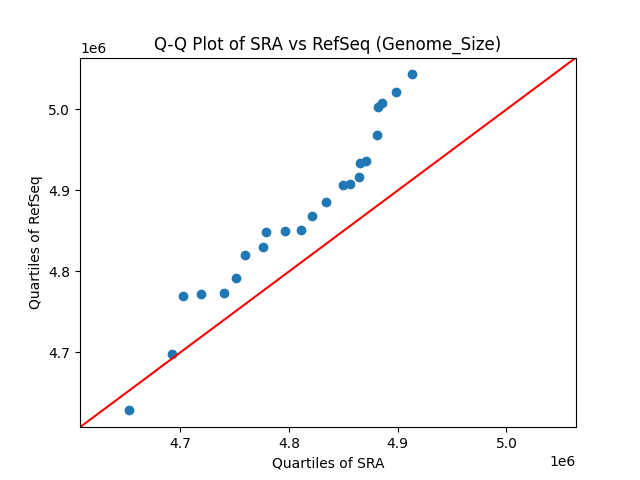 Q-Q Plot of SRA vs RefSeq (Genome_Size)
1e6
5.0
4.9
4.8
4.7
Quartiles of RefSeq
4.7 4.8 4.9 5.0
Quartiles of SRA
1e6